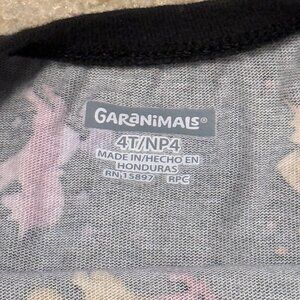 GARANIMALS®
4T/NP4
MADE IN/HECHO EN
HONDURAS
RN 15897 RPC